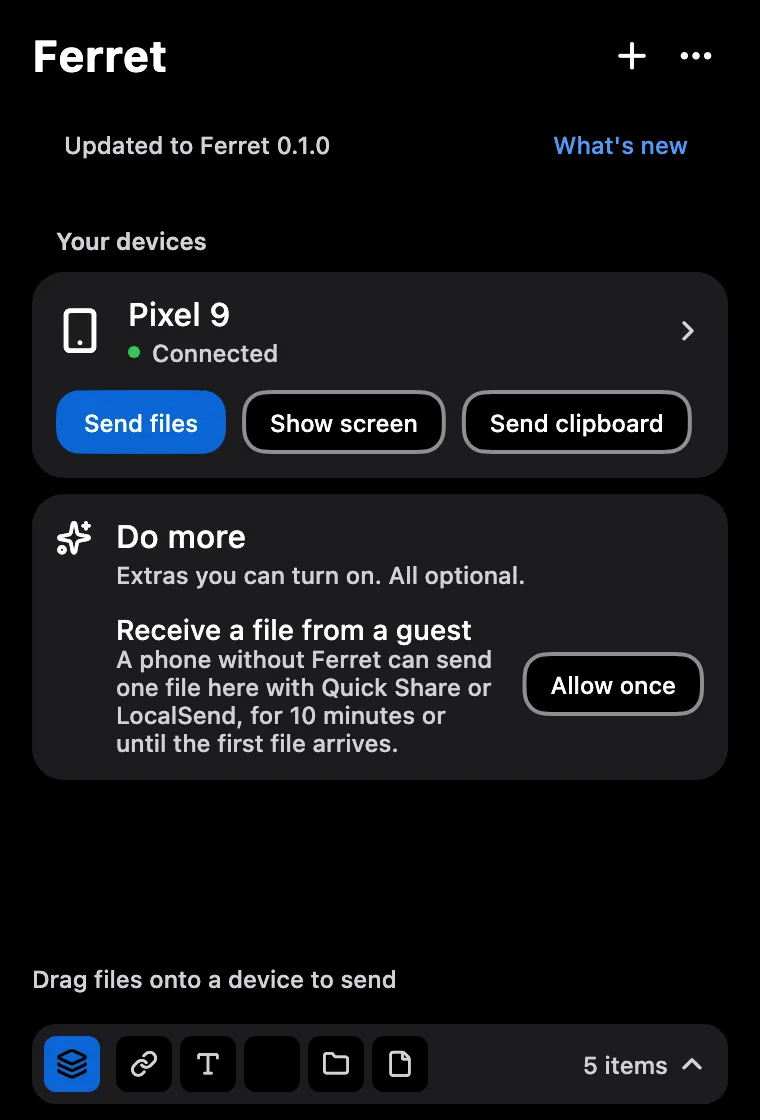 Ferret
Updated to Ferret 0.1.0
What's new
Your devices
Pixel 9
Connected
Send files
Show screen
Send clipboard
Do more
Extras you can turn on. All optional.
Receive a file from a guest
A phone without Ferret can send
one file here with Quick Share or
LocalSend, for 10 minutes or
until the first file arrives.
Allow once
Drag files onto a device to send
5 items